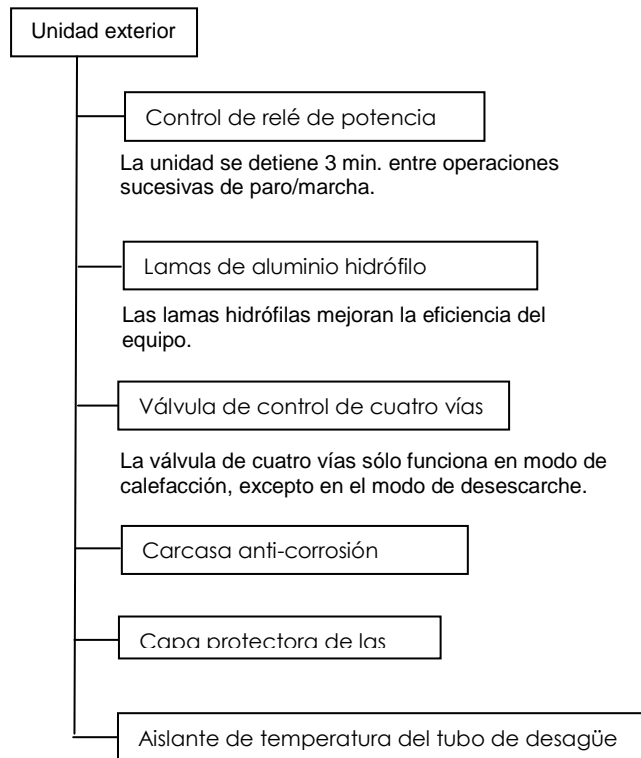 Unidad exterior
Control de relé de potencia
La unidad se detiene 3 min. entre operaciones
sucesivas de paro/marcha.
Lamas de aluminio hidrófilo
Las lamas hidrófilas mejoran la eficiencia del
equipo.
Válvula de control de cuatro vías
La válvula de cuatro vías sólo funciona en modo de
calefacción, excepto en el modo de desescarche.
Carcasa anti-corrosión
Capa protectora de las
Aislante de temperatura del tubo de desagüe